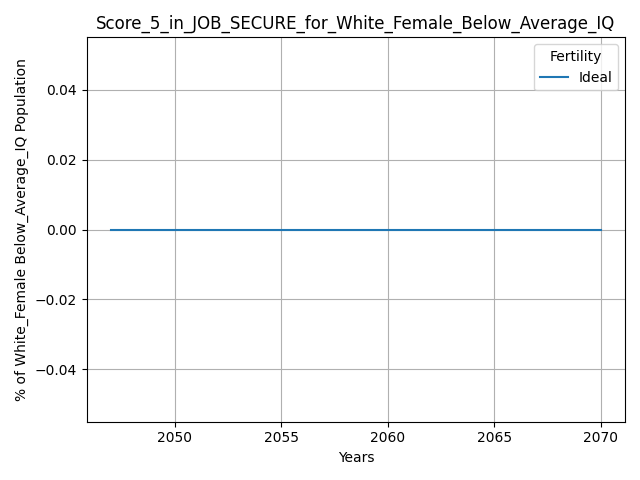 Score_5_in_JOB_SECURE_for_White_Female_Below_Average_IQ
% of White_Female Below_Average_IQ Population
Fertility
Ideal
0.04
0.02
0.00
−0.02
−0.04
2050 2055 2060 2065 2070
Years